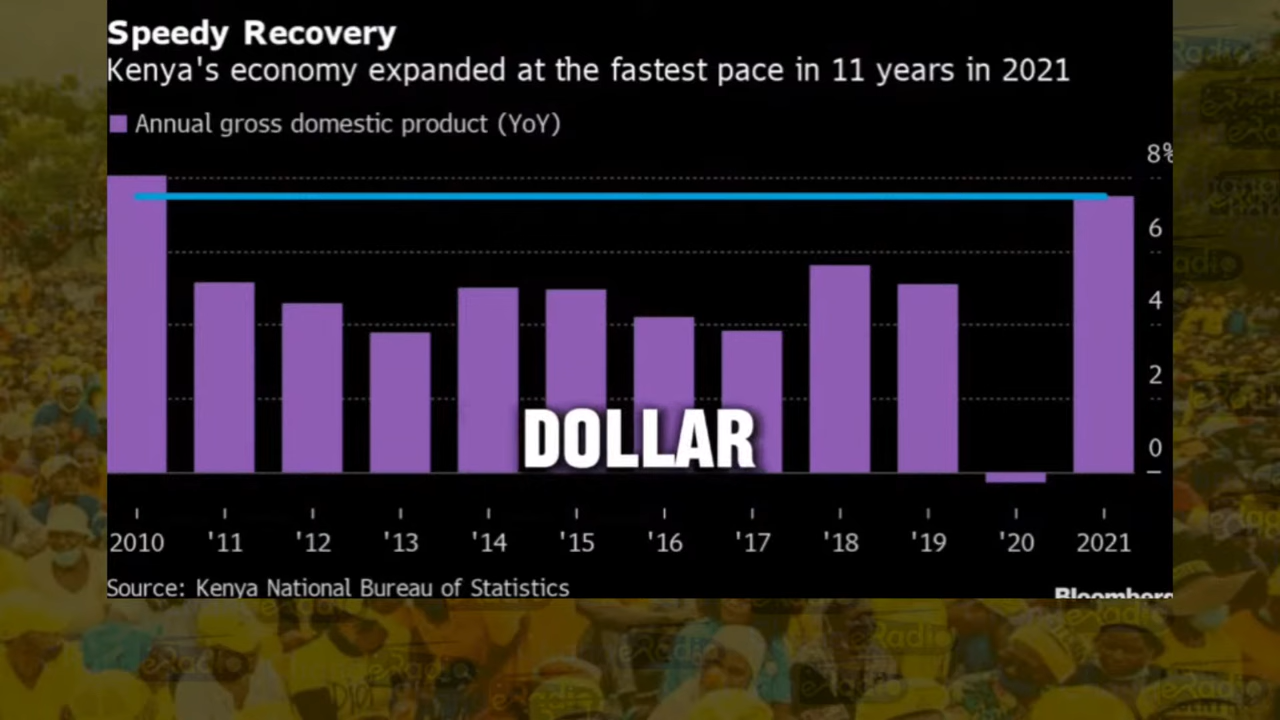 Speedy Recovery
Kenya's economy expanded at the fastest pace in 11 years in 2021
Annual gross domestic product (YoY)
8%
6
4
2
0
DOLLAR
2010 '11 '12 '13 '14 '15 '16 '17 '18 '19 '20 2021
Source: Kenya National Bureau of Statistics
Bloomberg